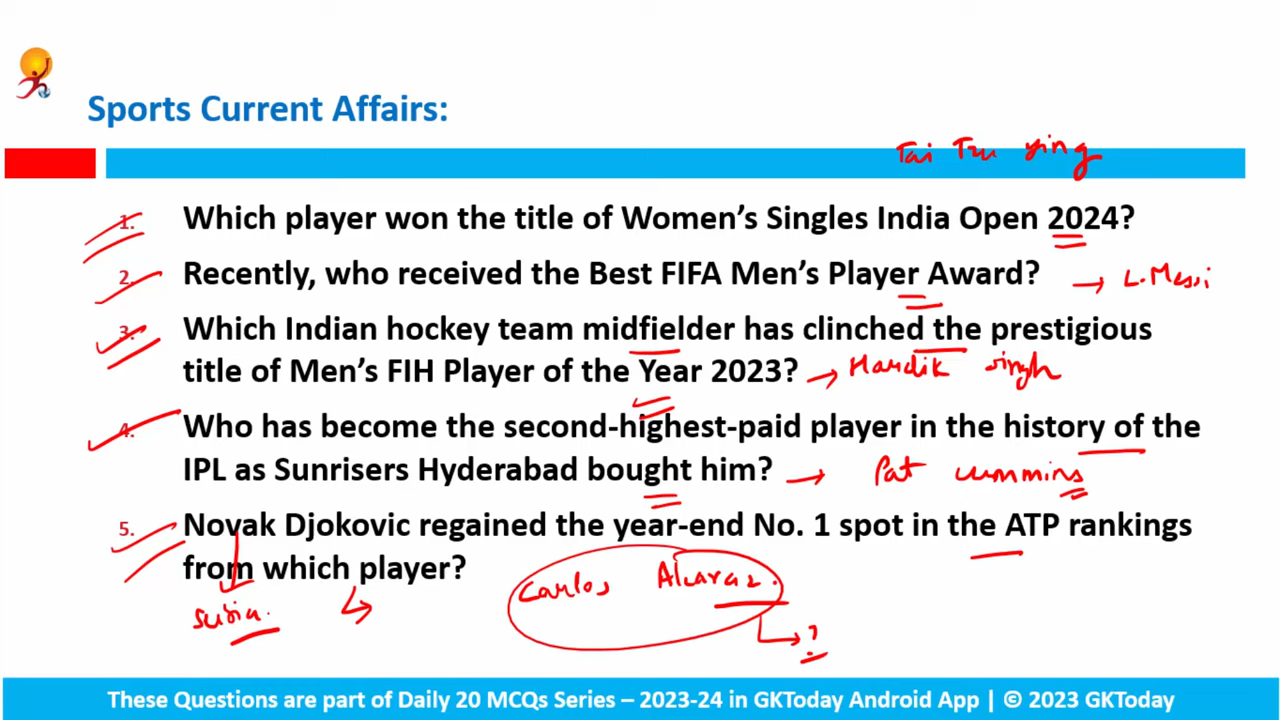 Sports Current Affairs:
Tai Tzu ying
1. Which player won the title of Women's Singles India Open 2024?
2. Recently, who received the Best FIFA Men's Player Award? → L. Messi
3. Which Indian hockey team midfielder has clinched the prestigious
title of Men's FIH Player of the Year 2023? → Hardik singh
4. Who has become the second-highest-paid player in the history of the
IPL as Sunrisers Hyderabad bought him? → Pat cummins
5. Novak Djokovic regained the year-end No. 1 spot in the ATP rankings
from which player? Carlos Alcaraz.
?
These Questions are part of Daily 20 MCQs Series – 2023-24 in GKToday Android App | © 2023 GKToday